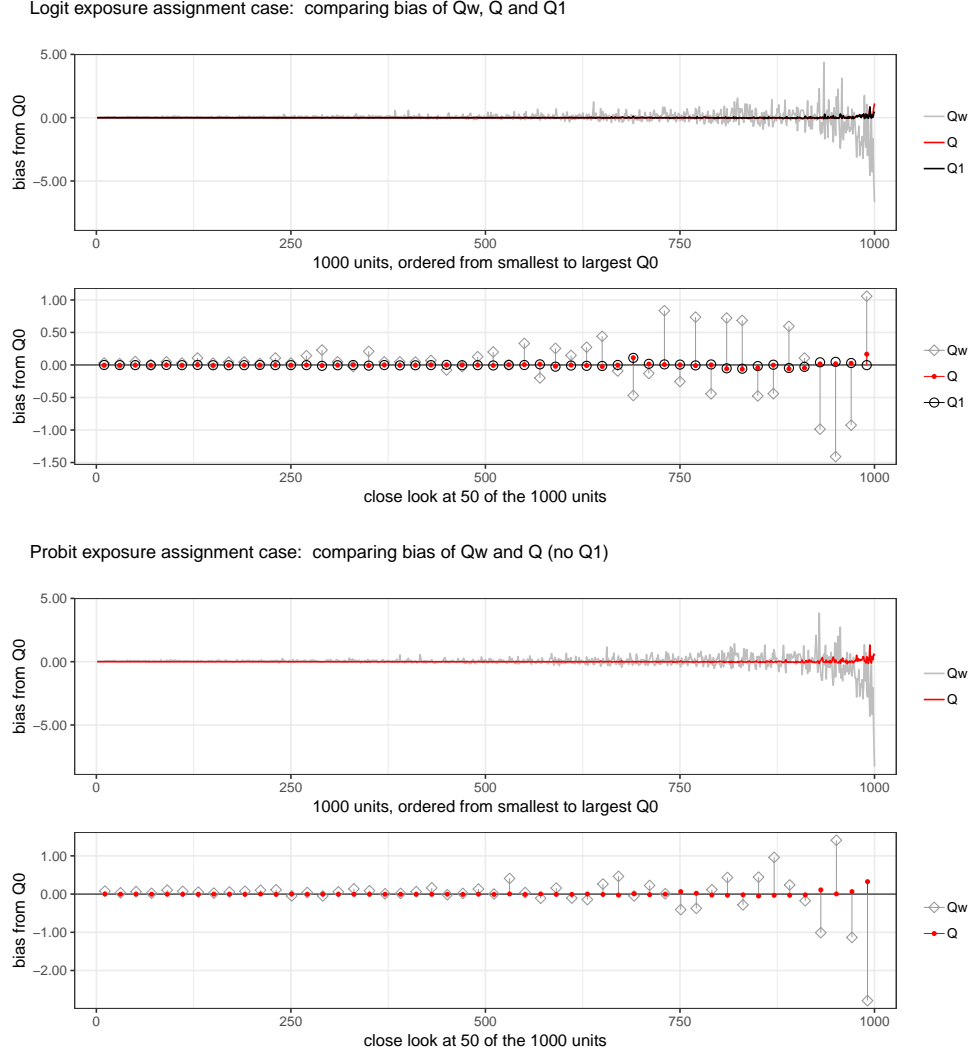 Logit exposure assignment case:  comparing bias of Qw, Q and Q1
bias from Q0
5.00
0.00
−5.00
0
250
500
750
1000
1000 units, ordered from smallest to largest Q0
Qw
Q
Q1
bias from Q0
1.00
0.50
0.00
−0.50
−1.00
−1.50
0
250
500
750
1000
close look at 50 of the 1000 units
Qw
Q
Q1
Probit exposure assignment case:  comparing bias of Qw and Q (no Q1)
bias from Q0
5.00
0.00
−5.00
0
250
500
750
1000
1000 units, ordered from smallest to largest Q0
Qw
Q
bias from Q0
1.00
0.00
−1.00
−2.00
0
250
500
750
1000
close look at 50 of the 1000 units
Qw
Q